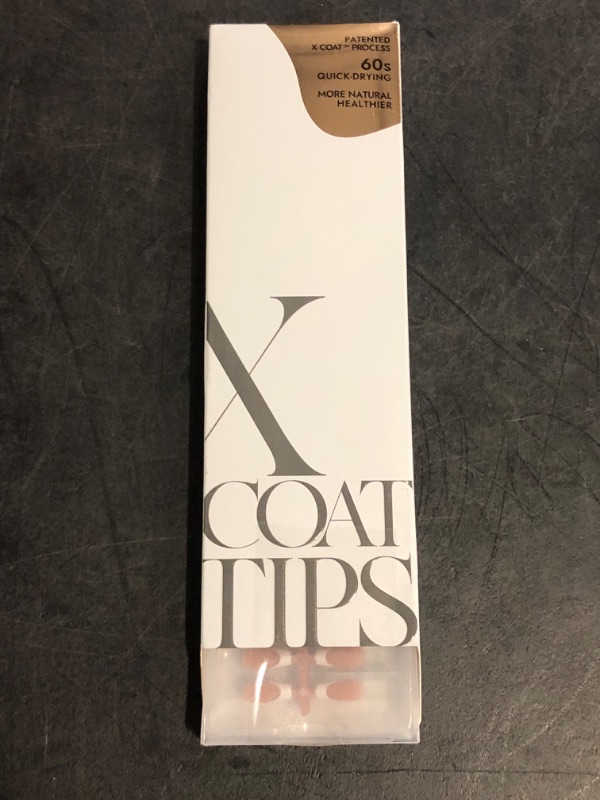 PATENTED
X-COAT™ PROCESS
60s
QUICK-DRYING
MORE NATURAL
HEALTHIER
X
COAT
TIPS